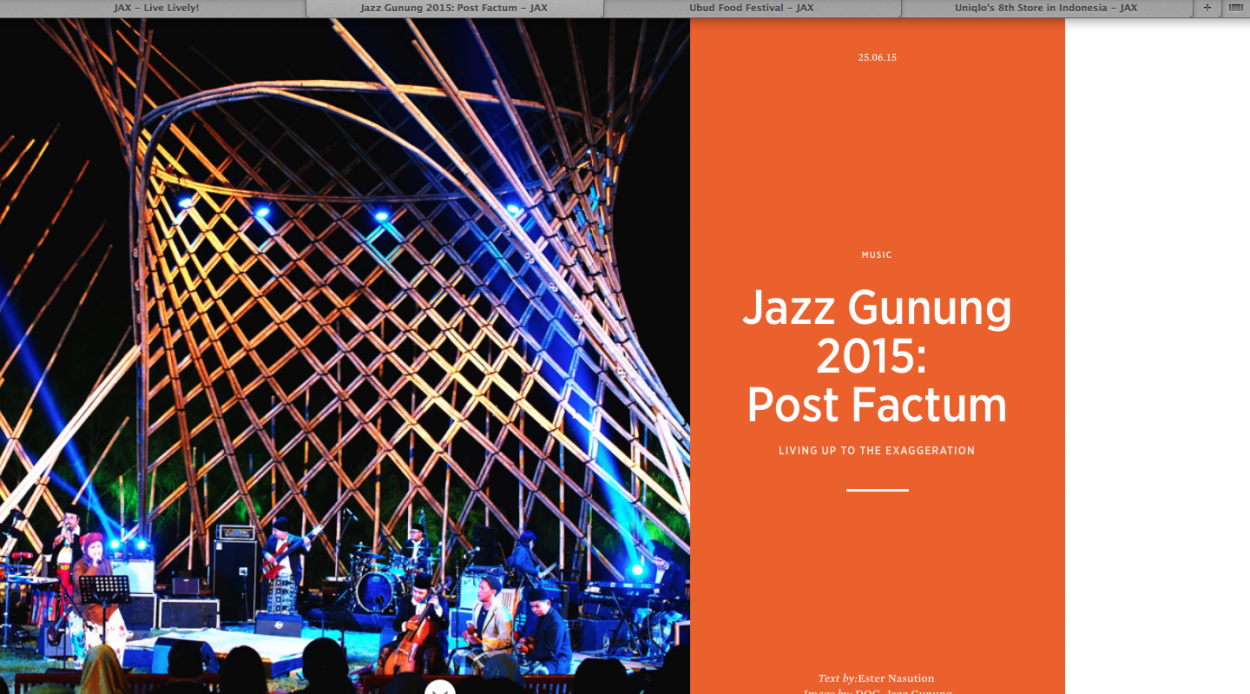 JAX – Live Lively!
Jazz Gunung 2015: Post Factum – JAX
Ubud Food Festival – JAX
Uniqlo's 8th Store in Indonesia – JAX
25.06.15
MUSIC
Jazz Gunung
2015:
Post Factum
LIVING UP TO THE EXAGGERATION
Text by:Ester Nasution
Image by: DOC. Jazz Gunung